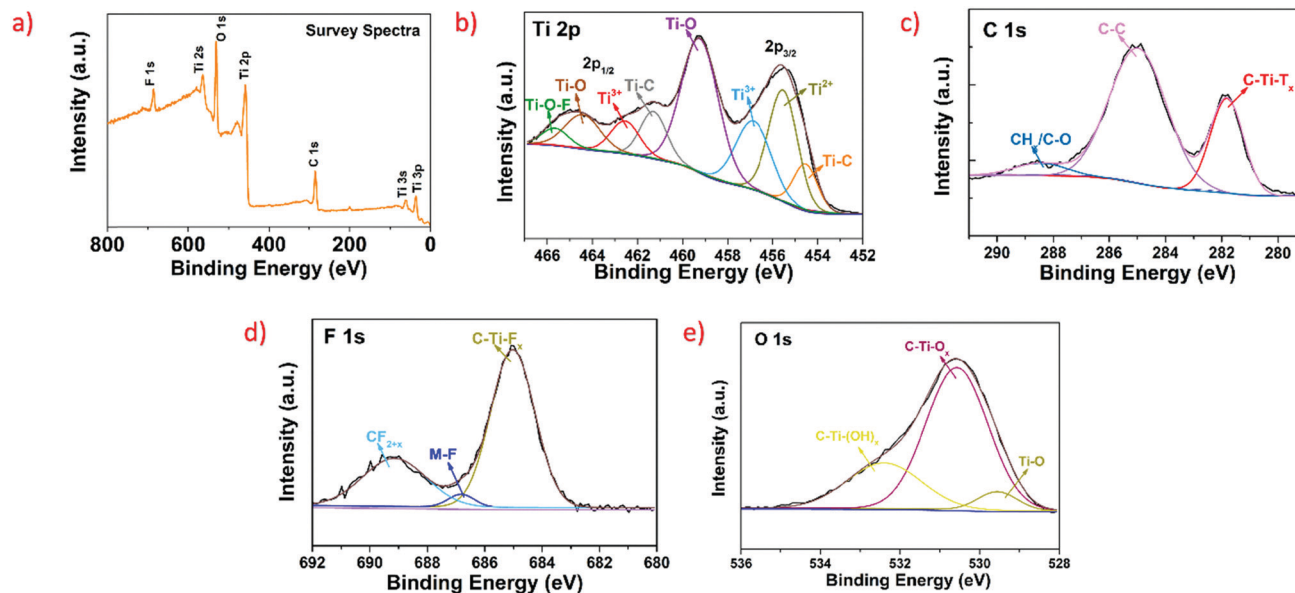 a)
Survey Spectra
F 1s
Ti 2s
O 1s
Ti 2p
C 1s
Ti 3s
Ti 3p
Intensity (a.u.)
800 600 400 200 0
Binding Energy (eV)
b)
Ti 2p
2p1/2
2p3/2
Ti-O-F
Ti-O
Ti3+
Ti-C
Ti-O
Ti3+
Ti2+
Ti-C
Intensity (a.u.)
466 464 462 460 458 456 454 452
Binding Energy (eV)
c)
C 1s
C-C
C-Ti-Tx
CHx/C-O
Intensity (a.u.)
290 288 286 284 282 280
Binding Energy (eV)
d)
F 1s
C-Ti-Fx
CF2+x
M-F
Intensity (a.u.)
692 690 688 686 684 682 680
Binding Energy (eV)
e)
O 1s
C-Ti-Ox
C-Ti-(OH)x
Ti-O
Intensity (a.u.)
536 534 532 530 528
Binding Energy (eV)